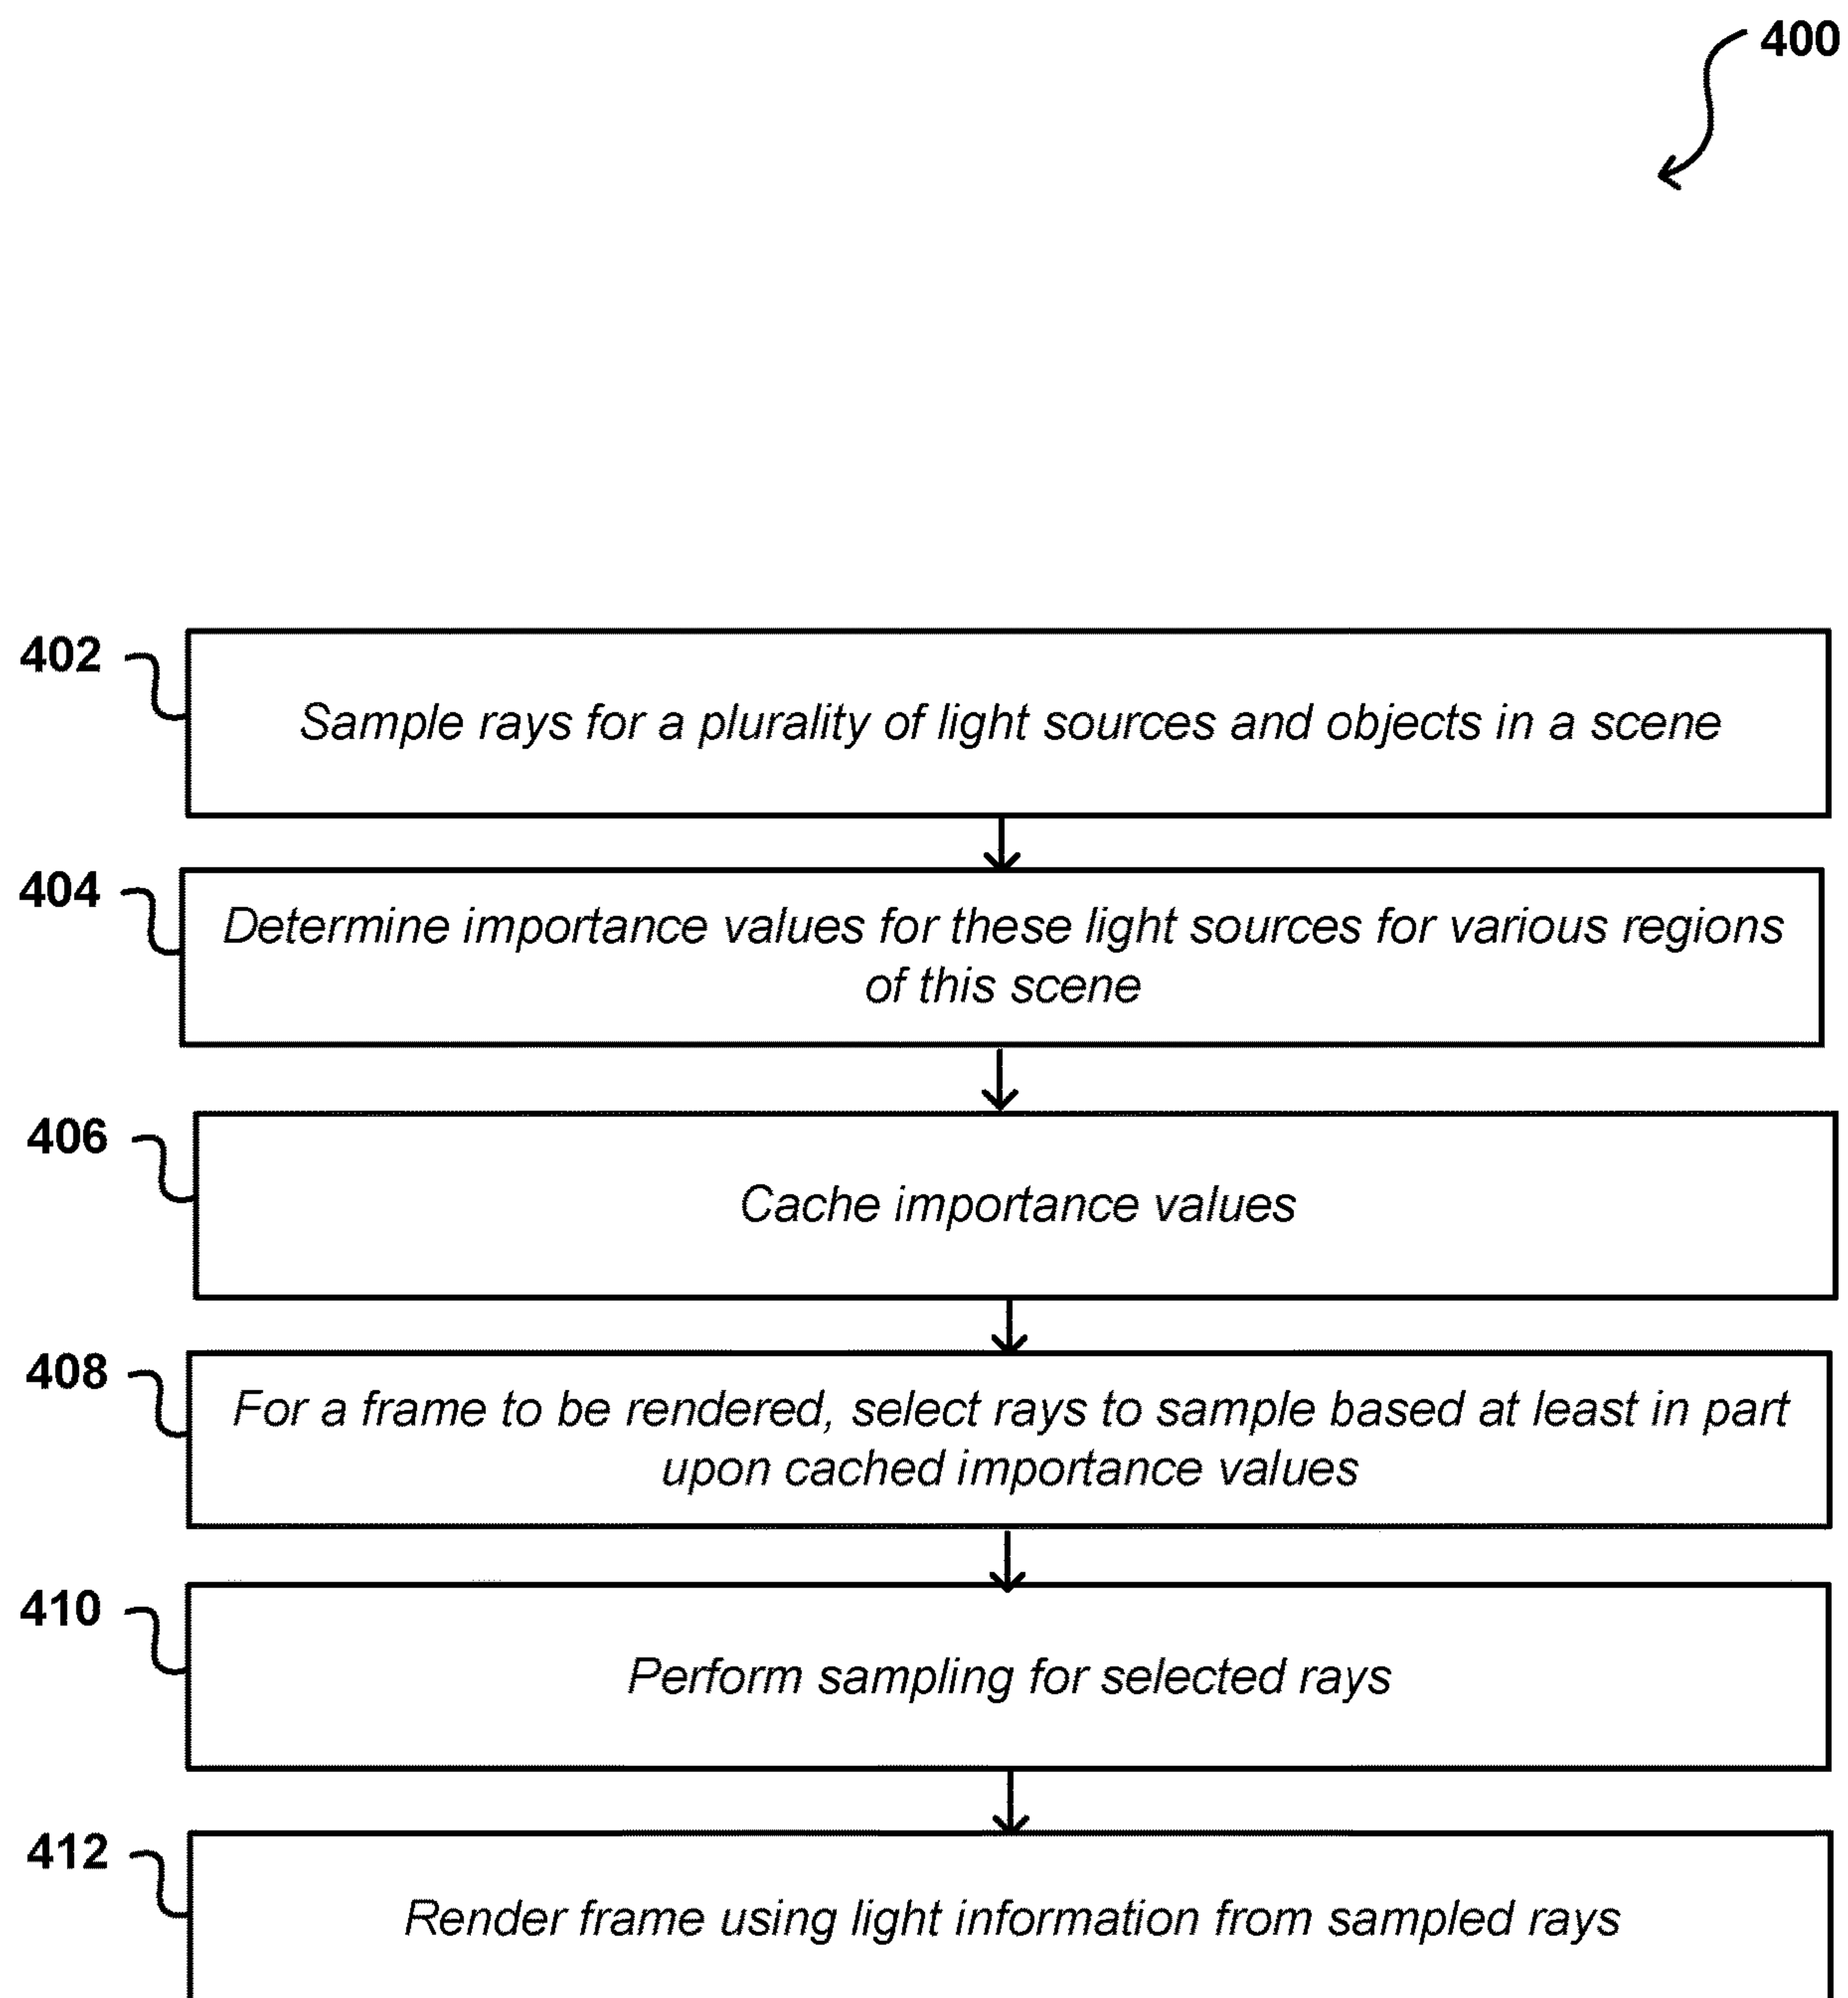 400
402
Sample rays for a plurality of light sources and objects in a scene
404
Determine importance values for these light sources for various regions
of this scene
406
Cache importance values
408
For a frame to be rendered, select rays to sample based at least in part
upon cached importance values
410
Perform sampling for selected rays
412
Render frame using light information from sampled rays